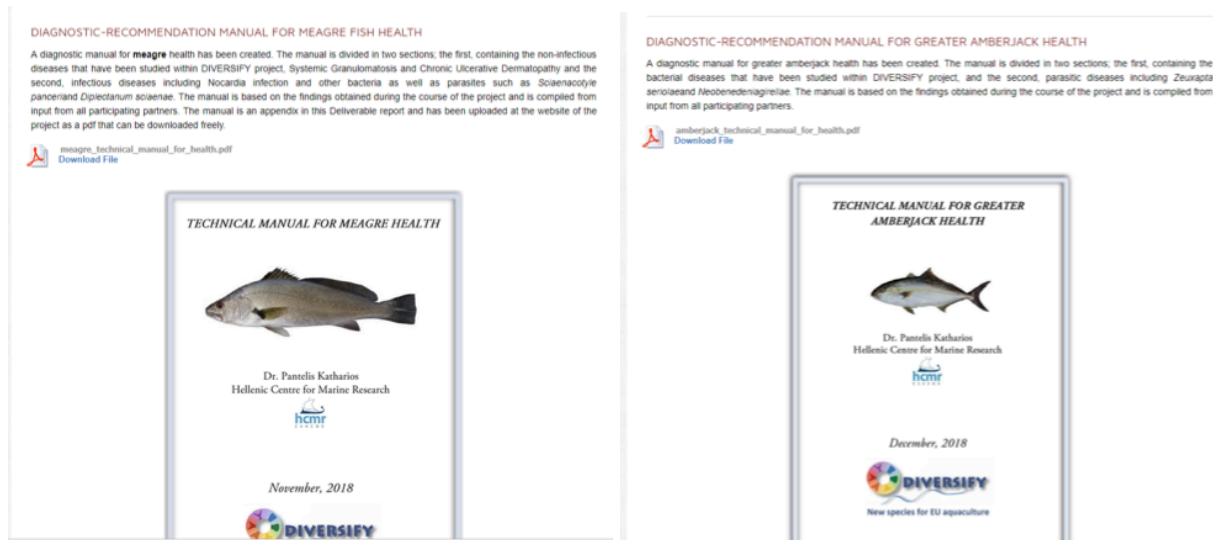 DIAGNOSTIC-RECOMMENDATION MANUAL FOR MEAGRE FISH HEALTH
A diagnostic manual for meagre health has been created. The manual is divided in two sections; the first, containing the non-infectious
diseases that have been studied within DIVERSIFY project, Systemic Granulomatosis and Chronic Ulcerative Dermatopathy and the
second, infectious diseases including Nocardia infection and other bacteria as well as parasites such as Sciaenacotyle
panceriand Diplectanum sciaenae. The manual is based on the findings obtained during the course of the project and is compiled from
input from all participating partners. The manual is an appendix in this Deliverable report and has been uploaded at the website of the
project as a pdf that can be downloaded freely.
meagre_technical_manual_for_health.pdf
Download File
TECHNICAL MANUAL FOR MEAGRE HEALTH
Dr. Pantelis Katharios
Hellenic Centre for Marine Research
hcmr
November, 2018
DIVERSIFY
DIAGNOSTIC-RECOMMENDATION MANUAL FOR GREATER AMBERJACK HEALTH
A diagnostic manual for greater amberjack health has been created. The manual is divided in two sections; the first, containing the
bacterial diseases that have been studied within DIVERSIFY project, and the second, parasitic diseases including Zeuxapta
seriolaeand Neobenedeniagirellae. The manual is based on the findings obtained during the course of the project and is compiled from
input from all participating partners.
amberjack_technical_manual_for_health.pdf
Download File
TECHNICAL MANUAL FOR GREATER
AMBERJACK HEALTH
Dr. Pantelis Katharios
Hellenic Centre for Marine Research
hcmr
December, 2018
DIVERSIFY
New species for EU aquaculture